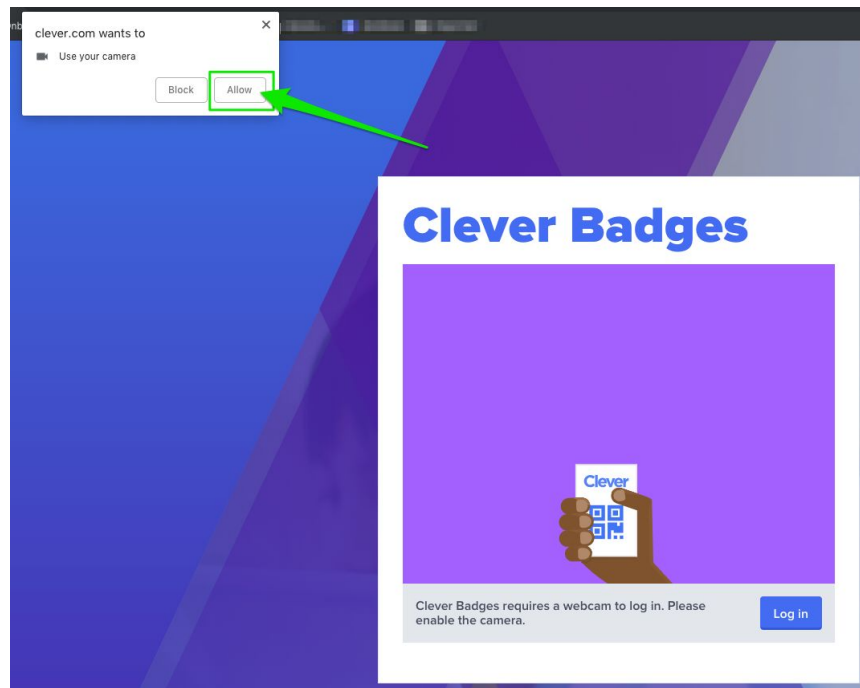 clever.com wants to
Use your camera
Block
Allow
Clever Badges
Clever
Clever Badges requires a webcam to log in. Please
enable the camera.
Log in